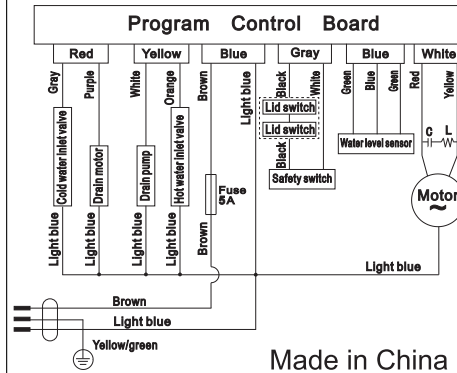 Program Control Board
Red Yellow Blue Gray Blue White
Gray Purple White Orange Brown Light blue Black White Green Blue Green Red Yellow
Cold water inlet valve
Drain motor
Drain pump
Hot water inlet valve
Fuse
5A
Lid switch
Lid switch
Black
Safety switch
Water level sensor
C L
Motor
~
Light blue Light blue Light blue Light blue Brown
Light blue
Brown
Light blue
Yellow/green
Made in China